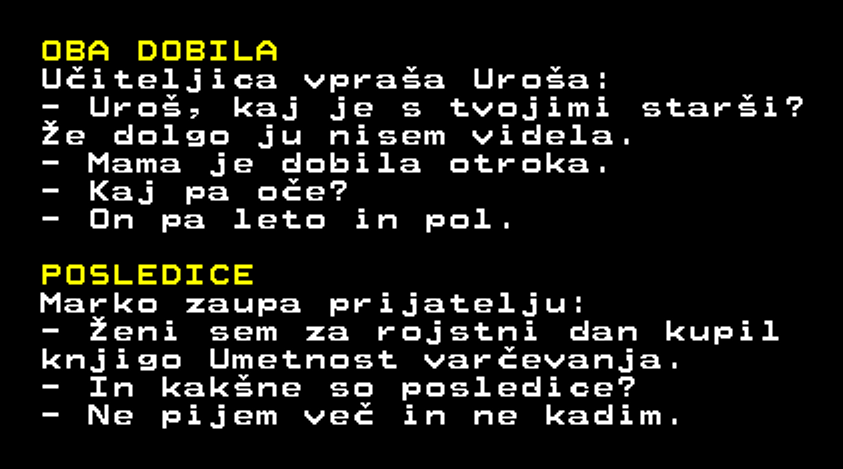 OBA DOBILA
Učiteljica vpraša Uroša:
- Uroš, kaj je s tvojimi starši?
Že dolgo ju nisem videla.
- Mama je dobila otroka.
- Kaj pa oče?
- On pa leto in pol.
POSLEDICE
Marko zaupa prijatelju:
- Ženi sem za rojstni dan kupil
knjigo Umetnost varčevanja.
- In kakšne so posledice?
- Ne pijem več in ne kadim.